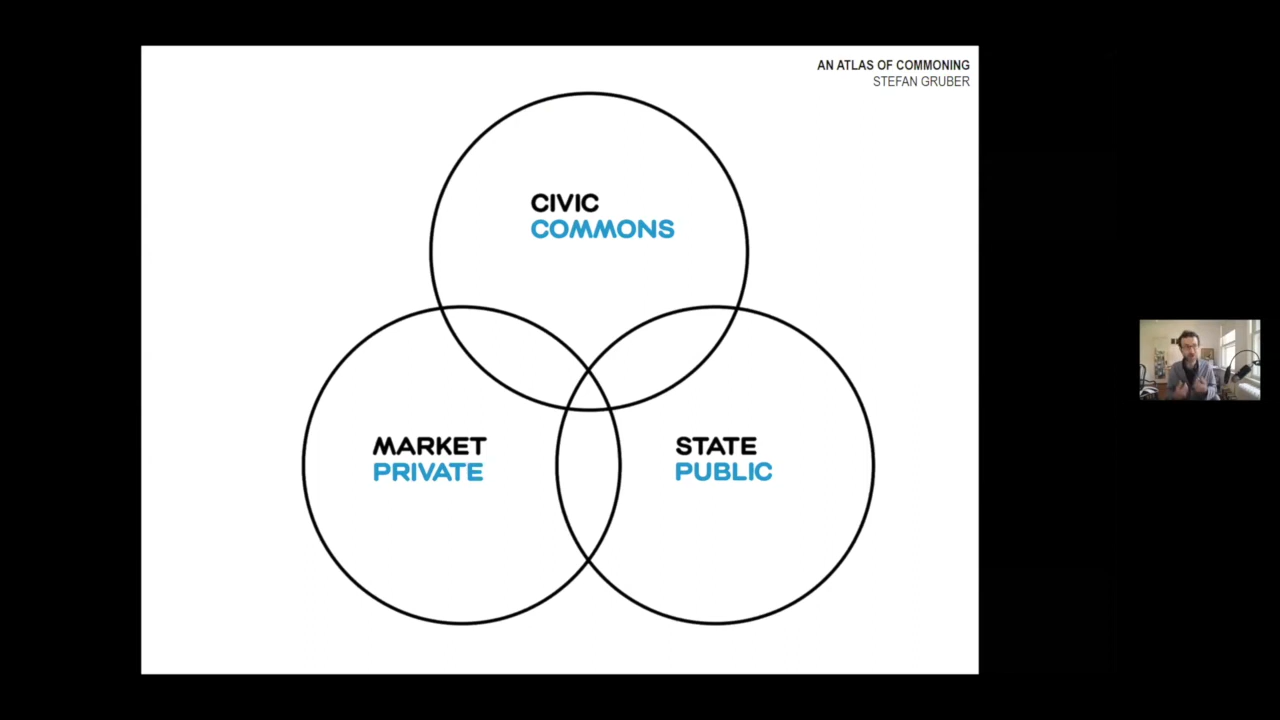 AN ATLAS OF COMMONING
STEFAN GRUBER
CIVIC
COMMONS
MARKET
PRIVATE
STATE
PUBLIC